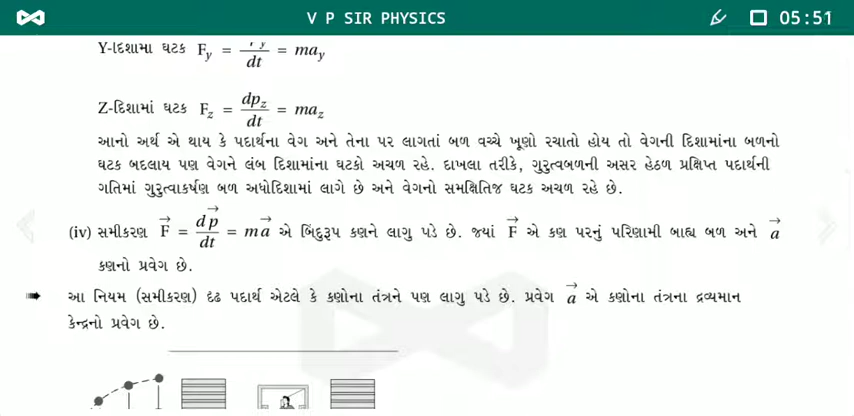 V P SIR PHYSICS
05:51
Y-દિશામાં ઘટક F_y = dt = ma_y
Z-દિશામાં ઘટક F_z = dp_z/dt = ma_z
આનો અર્થ એ થાય કે પદાર્થના વેગ અને તેના પર લાગતાં બળ વચ્ચે ખૂણો રચાતો હોય તો વેગની દિશામાંના બળનો
ઘટક બદલાય પણ વેગને લંબ દિશામાંના ઘટકો અચળ રહે. દાખલા તરીકે, ગુરુત્વબળની અસર હેઠળ પ્રક્ષિપ્ત પદાર્થની
ગતિમાં ગુરુત્વાકર્ષણ બળ અધોદિશામાં લાગે છે અને વેગનો સમક્ષિતિજ ઘટક અચળ રહે છે.
(iv) સમીકરણ F⃗ = dp⃗/dt = ma⃗ એ બિંદુરૂપ કણને લાગુ પડે છે. જ્યાં F⃗ એ કણ પરનું પરિણામી બાહ્ય બળ અને a⃗
કણનો પ્રવેગ છે.
➠ આ નિયમ (સમીકરણ) દૃઢ પદાર્થ એટલે કે કણોના તંત્રને પણ લાગુ પડે છે. પ્રવેગ a⃗ એ કણોના તંત્રના દ્રવ્યમાન
કેન્દ્રનો પ્રવેગ છે.